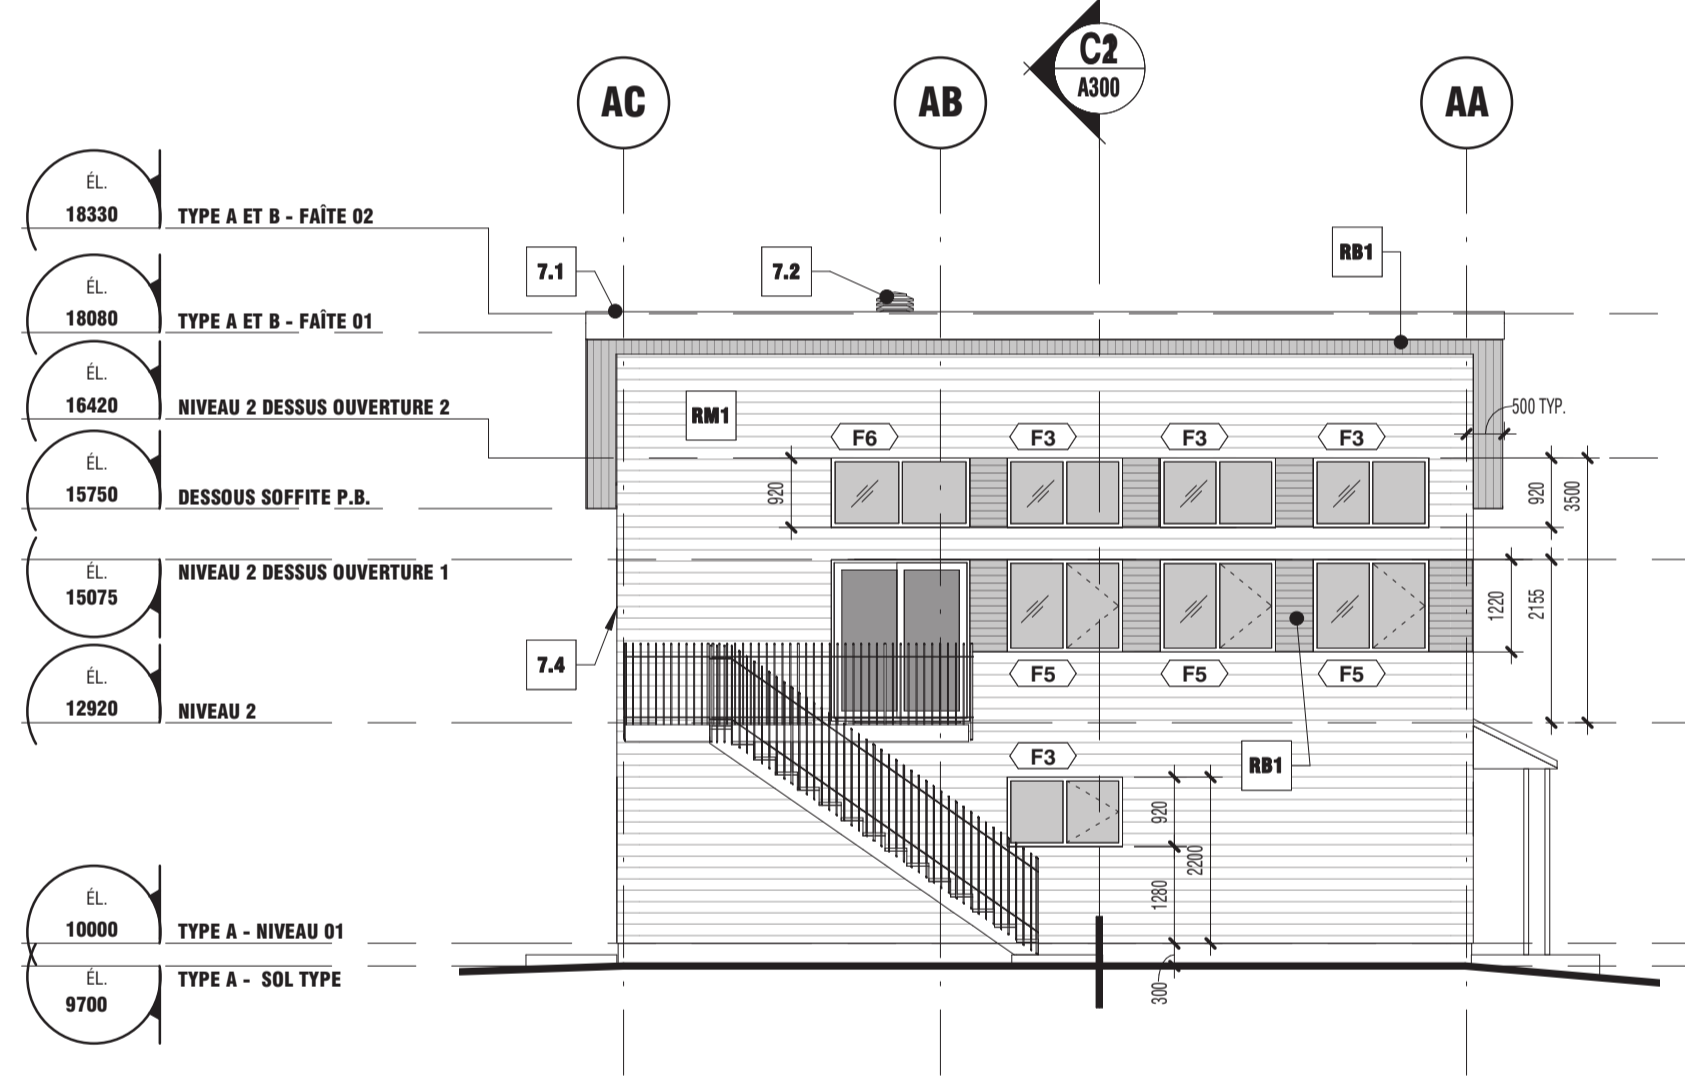 C2
A300
AC
AB
AA
ÉL.
18330
TYPE A ET B - FAÎTE 02
ÉL.
18080
TYPE A ET B - FAÎTE 01
ÉL.
16420
NIVEAU 2 DESSUS OUVERTURE 2
ÉL.
15750
DESSOUS SOFFITE P.B.
ÉL.
15075
NIVEAU 2 DESSUS OUVERTURE 1
ÉL.
12920
NIVEAU 2
ÉL.
10000
TYPE A - NIVEAU 01
ÉL.
9700
TYPE A - SOL TYPE
7.1
7.2
RB1
RM1
500 TYP.
F6
F3
F3
F3
920
920
3500
1220
2155
7.4
F5
F5
F5
F3
RB1
920
2200
1280
300